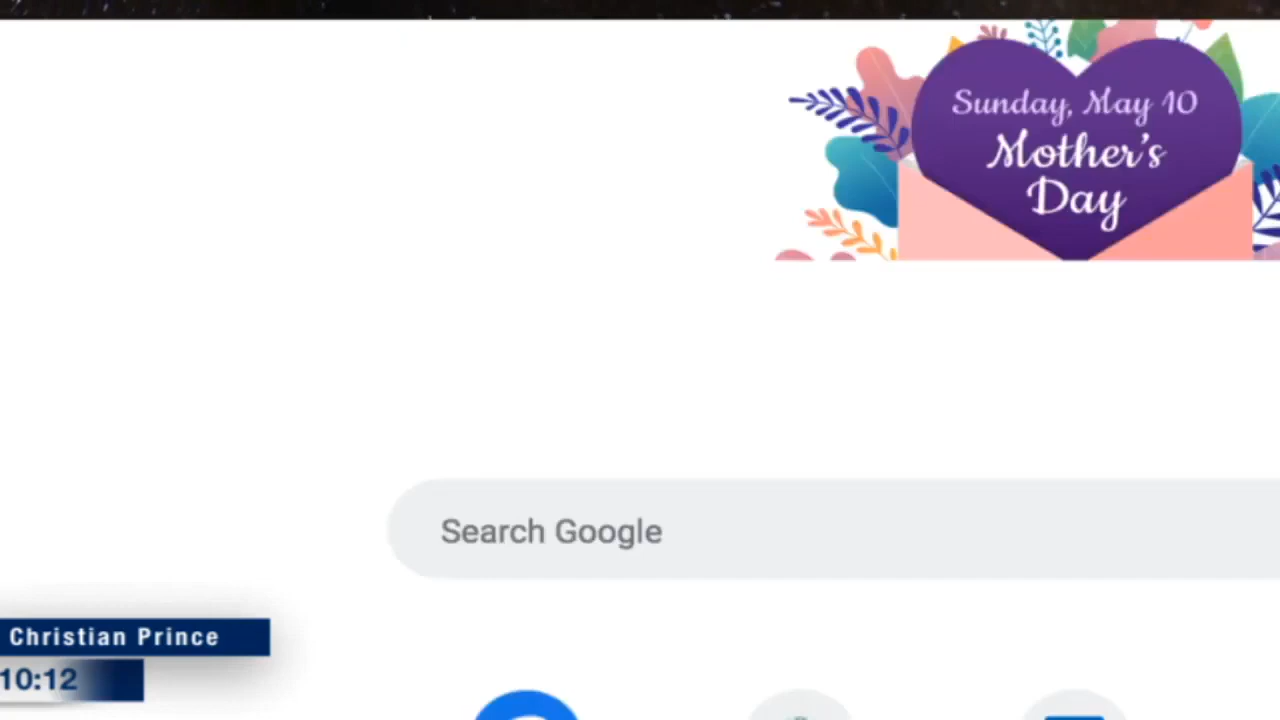 Sunday, May 10
Mother's
Day
Search Google
Christian Prince
10:12